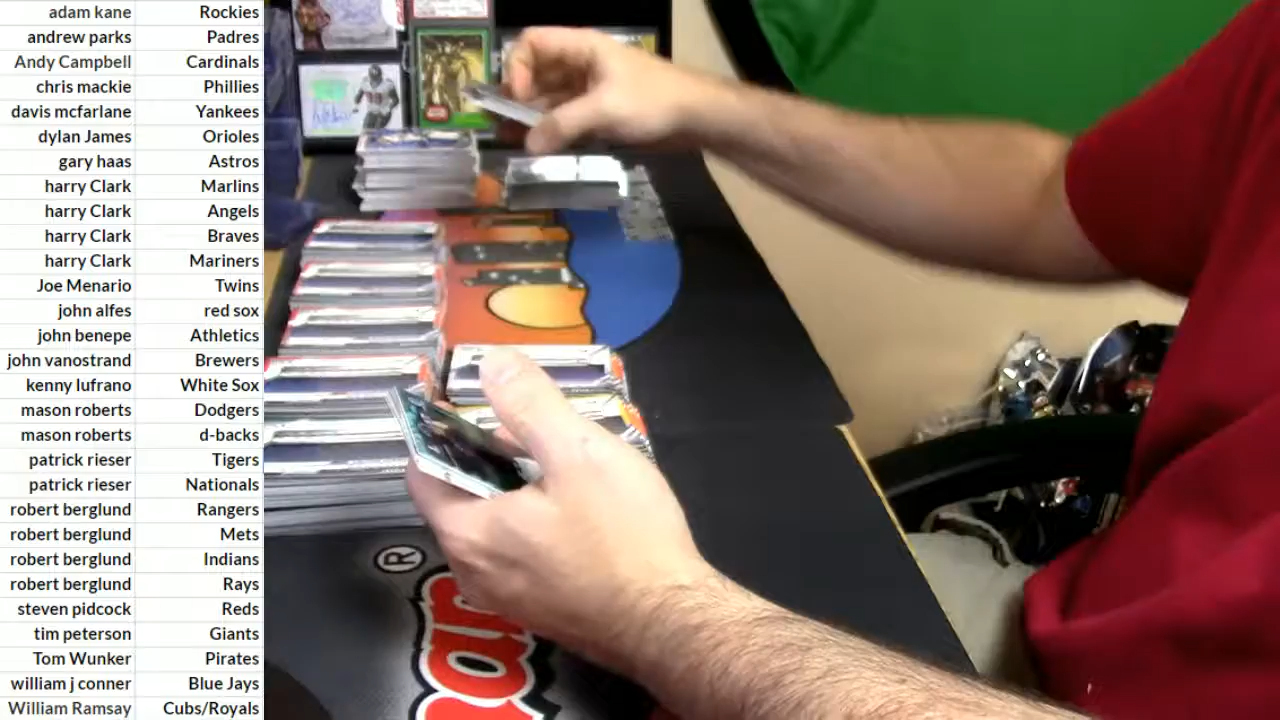 adam kane Rockies
andrew parks Padres
Andy Campbell Cardinals
chris mackie Phillies
davis mcfarlane Yankees
dylan James Orioles
gary haas Astros
harry Clark Marlins
harry Clark Angels
harry Clark Braves
harry Clark Mariners
Joe Menario Twins
john alfes red sox
john benepe Athletics
john vanostrand Brewers
kenny lufrano White Sox
mason roberts Dodgers
mason roberts d-backs
patrick rieser Tigers
patrick rieser Nationals
robert berglund Rangers
robert berglund Mets
robert berglund Indians
robert berglund Rays
steven pidcock Reds
tim peterson Giants
Tom Wunker Pirates
william j conner Blue Jays
William Ramsay Cubs/Royals
®